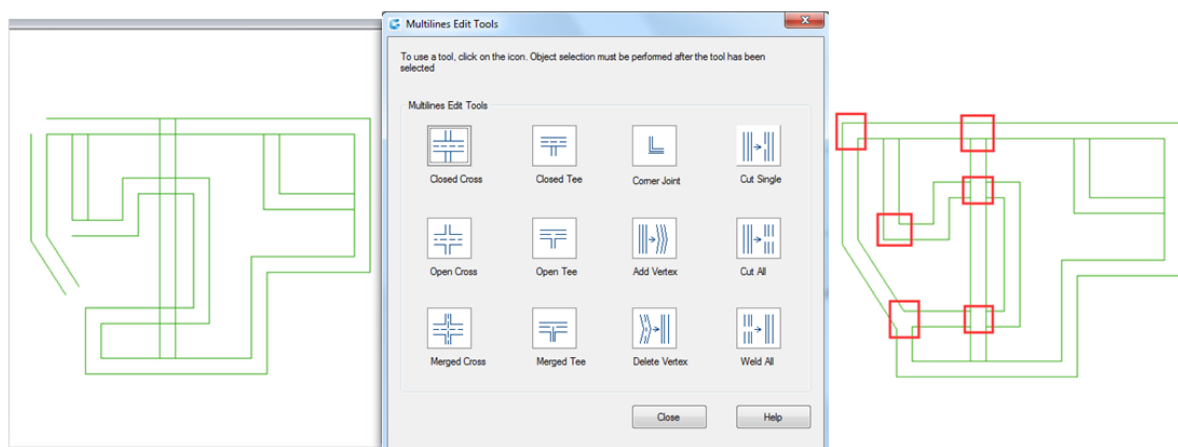 Multilines Edit Tools
To use a tool, click on the icon. Object selection must be performed after the tool has been
selected
Multilines Edit Tools
Closed Cross Closed Tee Corner Joint Cut Single
Open Cross Open Tee Add Vertex Cut All
Merged Cross Merged Tee Delete Vertex Weld All
Close Help